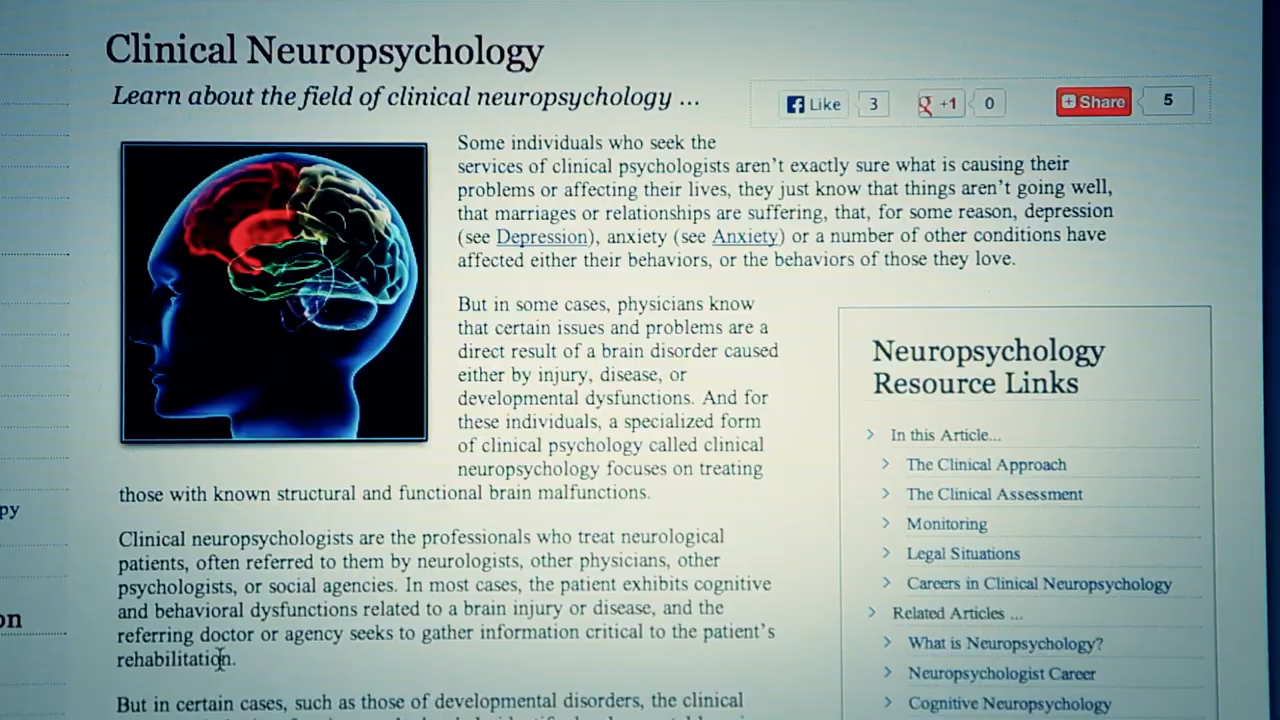 Clinical Neuropsychology
Learn about the field of clinical neuropsychology ...
Like 3 +1 0 Share 5
Some individuals who seek the
services of clinical psychologists aren't exactly sure what is causing their
problems or affecting their lives, they just know that things aren't going well,
that marriages or relationships are suffering, that, for some reason, depression
(see Depression), anxiety (see Anxiety) or a number of other conditions have
affected either their behaviors, or the behaviors of those they love.
But in some cases, physicians know
that certain issues and problems are a
direct result of a brain disorder caused
either by injury, disease, or
developmental dysfunctions. And for
these individuals, a specialized form
of clinical psychology called clinical
neuropsychology focuses on treating
those with known structural and functional brain malfunctions.
Clinical neuropsychologists are the professionals who treat neurological
patients, often referred to them by neurologists, other physicians, other
psychologists, or social agencies. In most cases, the patient exhibits cognitive
and behavioral dysfunctions related to a brain injury or disease, and the
referring doctor or agency seeks to gather information critical to the patient's
rehabilitation.
But in certain cases, such as those of developmental disorders, the clinical
Neuropsychology
Resource Links
In this Article...
The Clinical Approach
The Clinical Assessment
Monitoring
Legal Situations
Careers in Clinical Neuropsychology
Related Articles ...
What is Neuropsychology?
Neuropsychologist Career
Cognitive Neuropsychology
py
on